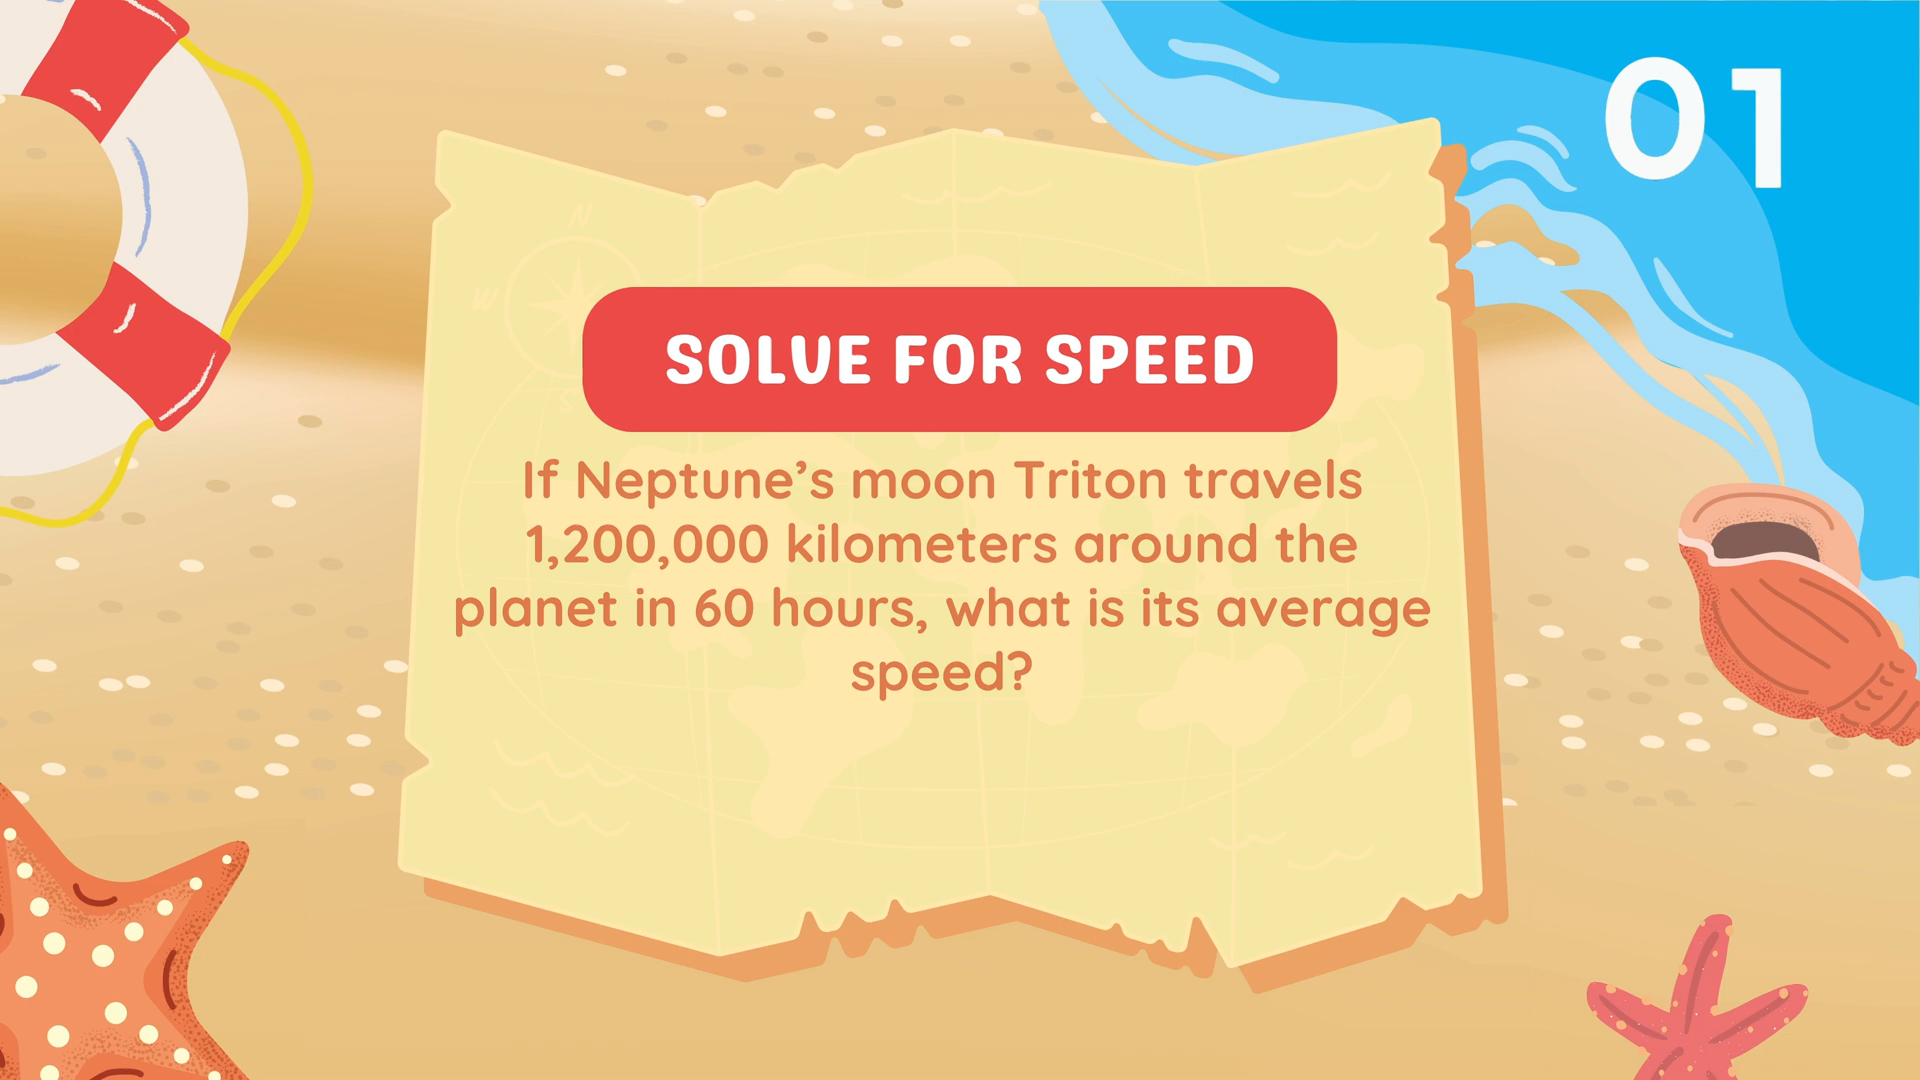 01
N
W
S
SOLVE FOR SPEED
If Neptune’s moon Triton travels
1,200,000 kilometers around the
planet in 60 hours, what is its average
speed?